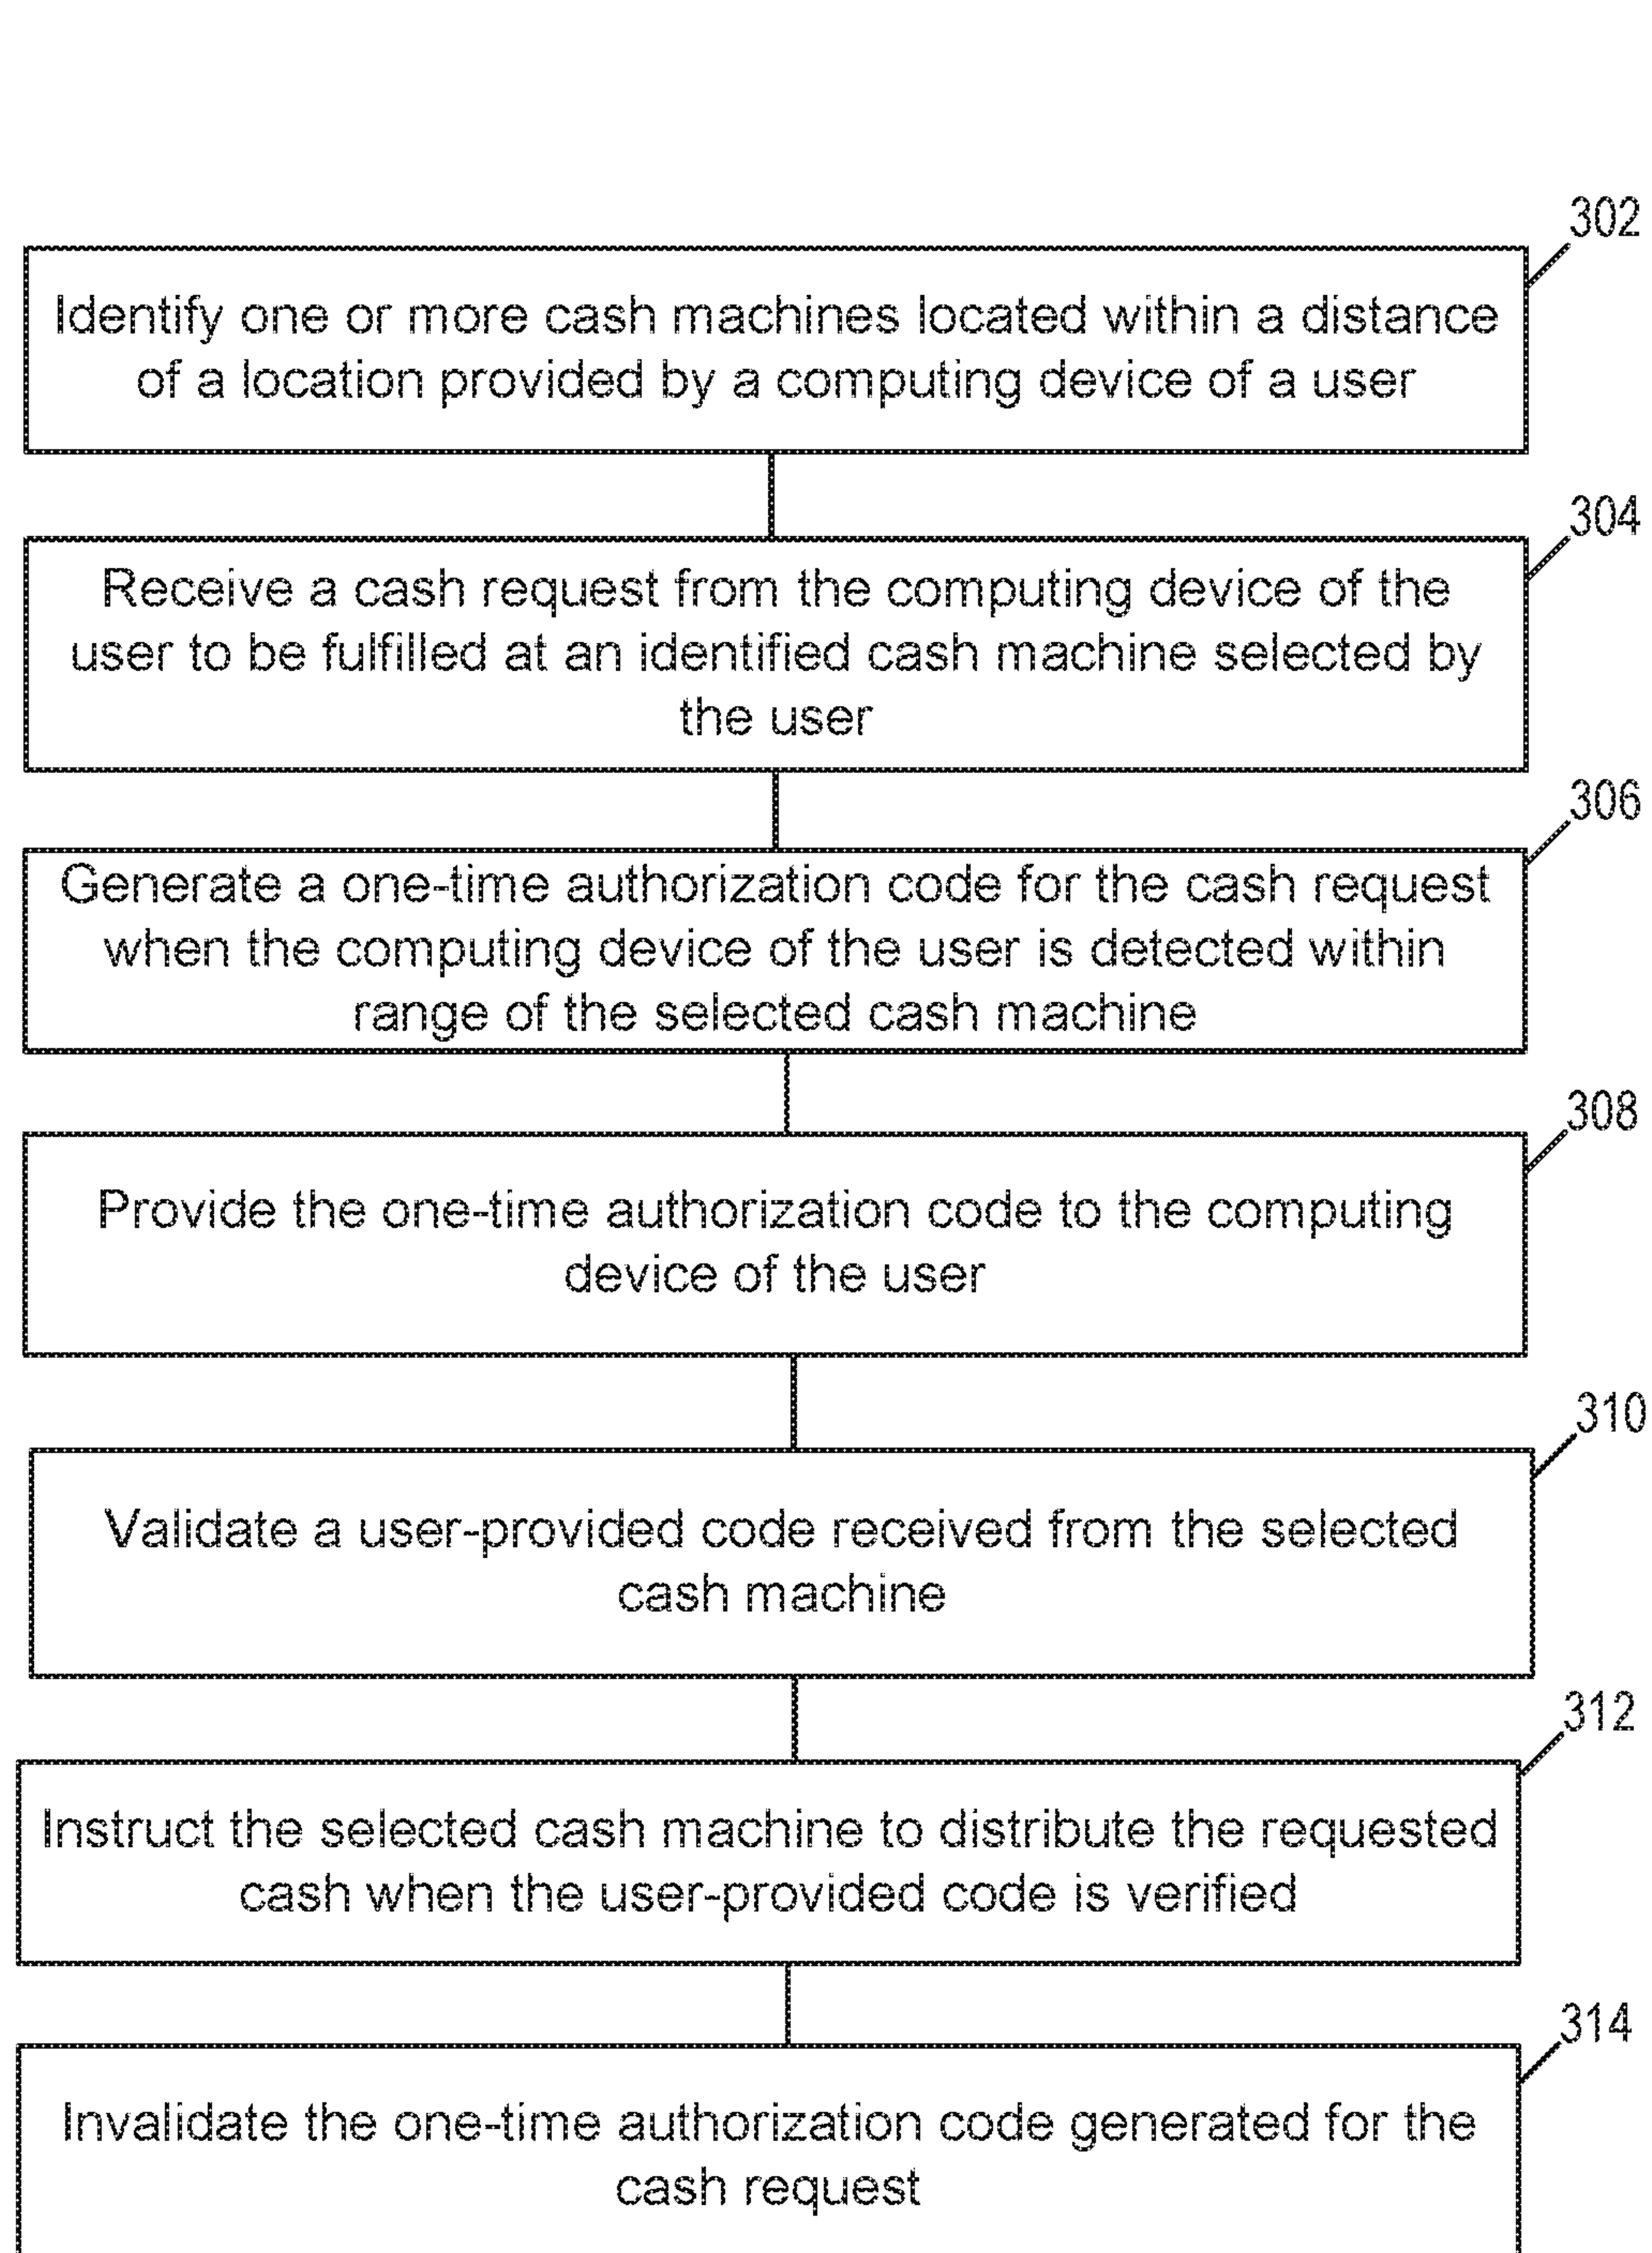 302
Identify one or more cash machines located within a distance
of a location provided by a computing device of a user
304
Receive a cash request from the computing device of the
user to be fulfilled at an identified cash machine selected by
the user
306
Generate a one-time authorization code for the cash request
when the computing device of the user is detected within
range of the selected cash machine
308
Provide the one-time authorization code to the computing
device of the user
310
Validate a user-provided code received from the selected
cash machine
312
Instruct the selected cash machine to distribute the requested
cash when the user-provided code is verified
314
Invalidate the one-time authorization code generated for the
cash request